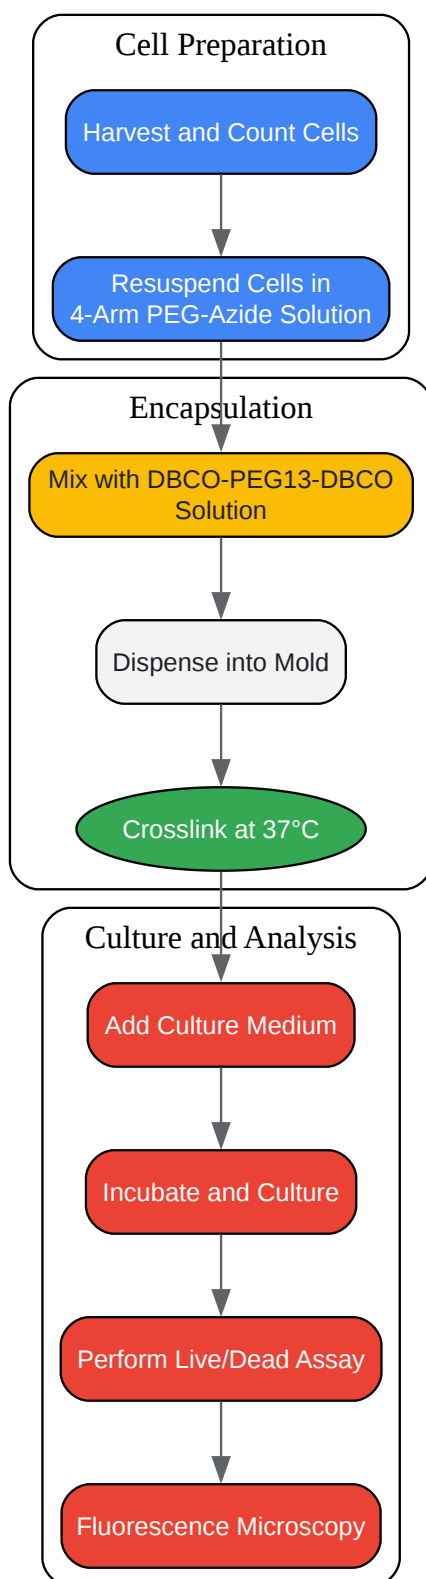 Cell Preparation
Harvest and Count Cells
Resuspend Cells in
4-Arm PEG-Azide Solution
Encapsulation
Mix with DBCO-PEG13-DBCO
Solution
Dispense into Mold
Crosslink at 37°C
Culture and Analysis
Add Culture Medium
Incubate and Culture
Perform Live/Dead Assay
Fluorescence Microscopy